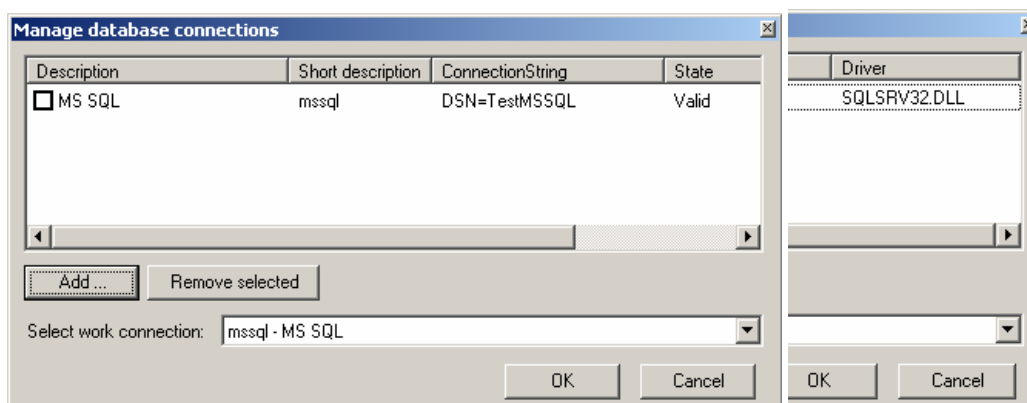 Manage database connections
Description Short description ConnectionString State
MS SQL mssql DSN=TestMSSQL Valid
Add ... Remove selected
Select work connection: mssql - MS SQL
OK Cancel
Driver
SQLSRV32.DLL
OK Cancel